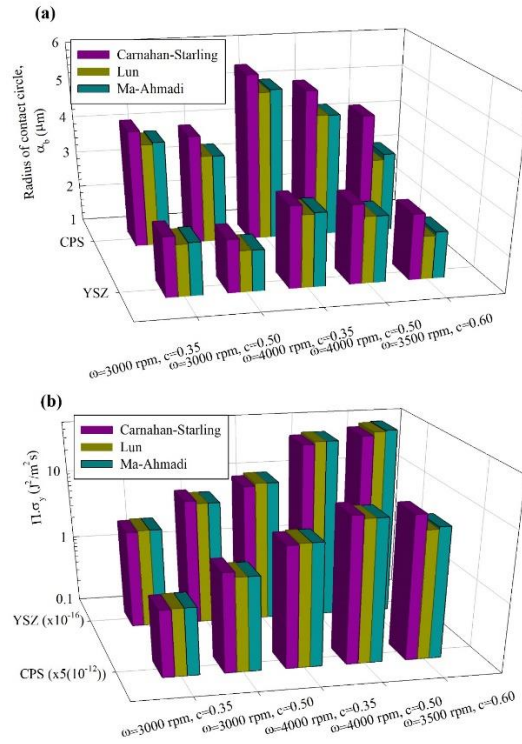 (a)
Carnahan-Starling
Lun
Ma-Ahmadi
Radius of contact circle,
α_b (μm)
6
5
4
3
2
1
CPS
YSZ
ω=3000 rpm, c=0.35
ω=3000 rpm, c=0.50
ω=4000 rpm, c=0.35
ω=4000 rpm, c=0.50
ω=3500 rpm, c=0.60
(b)
Carnahan-Starling
Lun
Ma-Ahmadi
Π.σ_y (J²/m²s)
10
1
0.1
YSZ (x10⁻¹⁶)
CPS (x5(10⁻¹²))
ω=3000 rpm, c=0.35
ω=3000 rpm, c=0.50
ω=4000 rpm, c=0.35
ω=4000 rpm, c=0.50
ω=3500 rpm, c=0.60